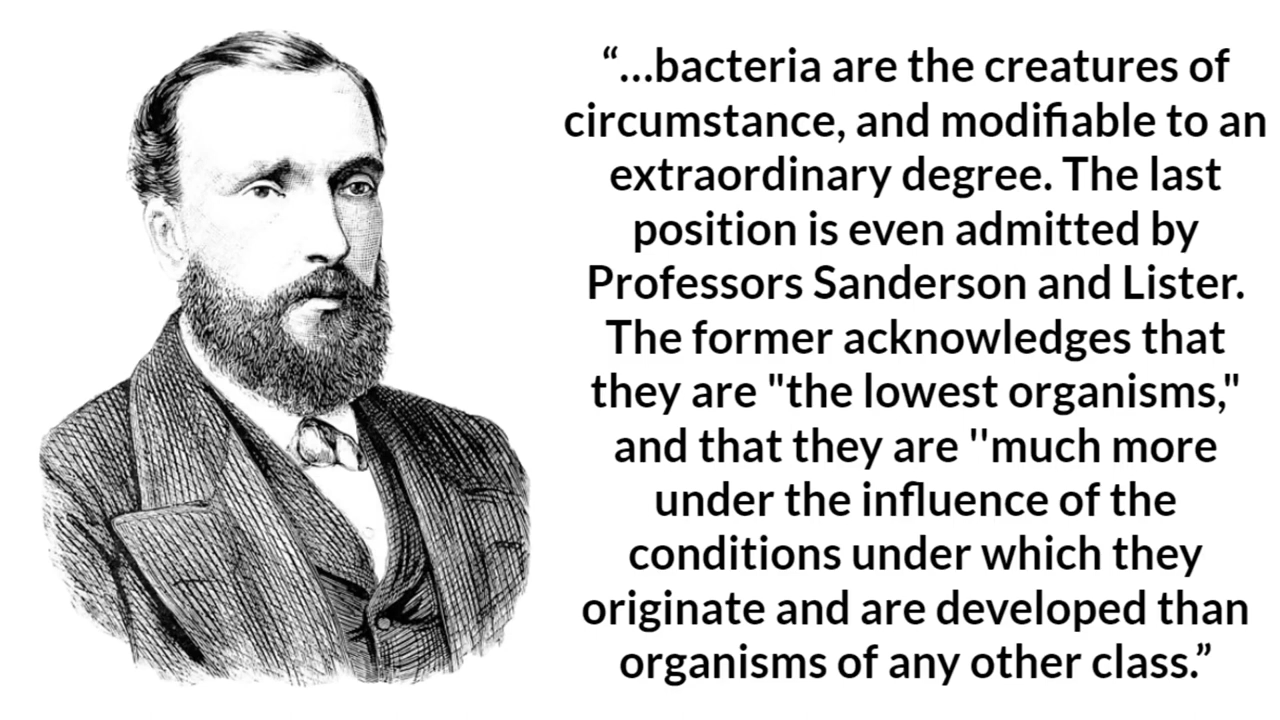 “...bacteria are the creatures of
circumstance, and modifiable to an
extraordinary degree. The last
position is even admitted by
Professors Sanderson and Lister.
The former acknowledges that
they are "the lowest organisms,"
and that they are ''much more
under the influence of the
conditions under which they
originate and are developed than
organisms of any other class.”